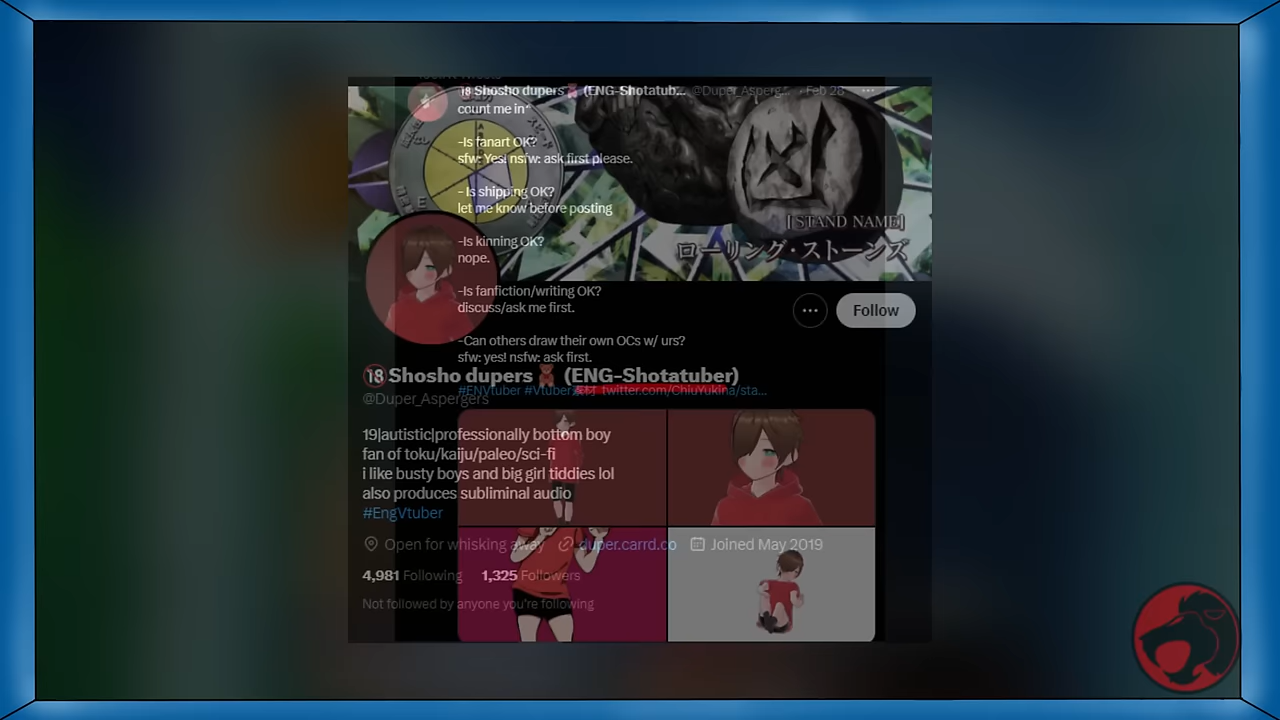 🔞 Shosho dupers🧸 (ENG-Shotatub... @Duper_Asperg... · Feb 28
count me in*
-Is fanart OK?
sfw: Yes! nsfw: ask first please.
- Is shipping OK?
let me know before posting
[STAND NAME]
-Is kinning OK?
ローリング・ストーンズ
nope.
-Is fanfiction/writing OK?
discuss/ask me first.
Follow
-Can others draw their own OCs w/ urs?
sfw: yes! nsfw: ask first.
🔞Shosho dupers🧸 (ENG-Shotatuber)
#ENVtuber #Vtuber twitter.com/ChiuYukina/sta...
@Duper_Aspergers
19|autistic|professionally bottom boy
fan of toku/kaiju/paleo/sci-fi
i like busty boys and big girl tiddies lol
also produces subliminal audio
#EngVtuber
Open for whisking away duper.carrd.co Joined May 2019
4,981 Following 1,325 Followers
Not followed by anyone you're following